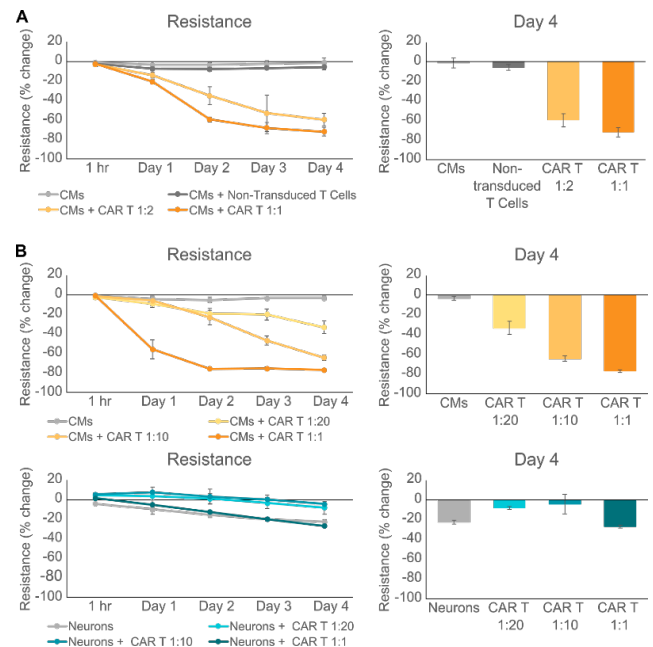 A
Resistance
Resistance (% change)
20
0
-20
-40
-60
-80
-100
1 hr Day 1 Day 2 Day 3 Day 4
CMs CMs + Non-Transduced T Cells
CMs + CAR T 1:2 CMs + CAR T 1:1
Day 4
Resistance (% change)
20
0
-20
-40
-60
-80
-100
CMs Non- CAR T CAR T
transduced 1:2 1:1
T Cells
B
Resistance
Resistance (% change)
20
0
-20
-40
-60
-80
-100
1 hr Day 1 Day 2 Day 3 Day 4
CMs CMs + CAR T 1:20
CMs + CAR T 1:10 CMs + CAR T 1:1
Day 4
Resistance (% change)
20
0
-20
-40
-60
-80
-100
CMs CAR T CAR T CAR T
1:20 1:10 1:1
Resistance
Resistance (% change)
20
0
-20
-40
-60
-80
-100
1 hr Day 1 Day 2 Day 3 Day 4
Neurons Neurons + CAR T 1:20
Neurons + CAR T 1:10 Neurons + CAR T 1:1
Day 4
Resistance (% change)
20
0
-20
-40
-60
-80
-100
Neurons CAR T CAR T CAR T
1:20 1:10 1:1